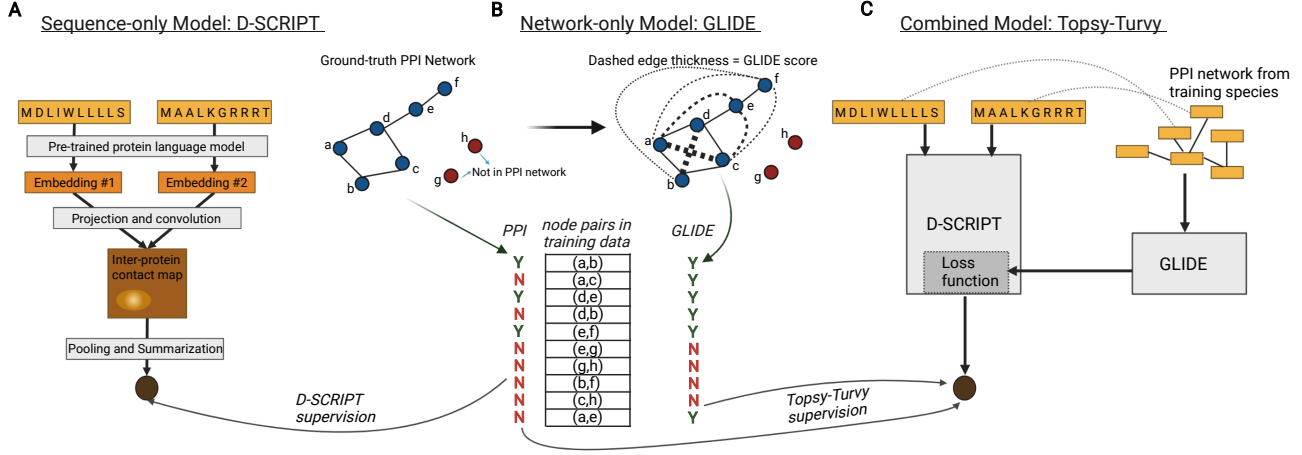 A
Sequence-only Model: D-SCRIPT
M D L I W L L L L S
M A A L K G R R R T
Pre-trained protein language model
Embedding #1
Embedding #2
Projection and convolution
Inter-protein
contact map
Pooling and Summarization
D-SCRIPT
supervision
Ground-truth PPI Network
f
e
d
a
h
c
b
g
Not in PPI network
B
Network-only Model: GLIDE
Dashed edge thickness = GLIDE score
f
e
d
a
h
c
b
g
PPI
node pairs in
training data
GLIDE
Y (a,b) Y
N (a,c) Y
Y (d,e) Y
N (d,b) Y
Y (e,f) Y
N (e,g) N
N (g,h) N
N (b,f) N
N (c,h) N
N (a,e) Y
Topsy-Turvy
supervision
C
Combined Model: Topsy-Turvy
M D L I W L L L L S
M A A L K G R R R T
PPI network from
training species
D-SCRIPT
Loss
function
GLIDE